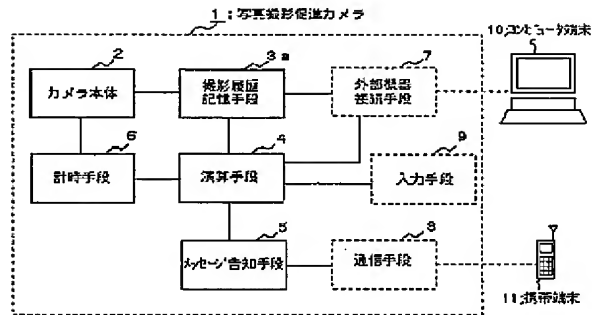 1:写真撮影促進カメラ
2
カメラ本体
3a
撮影履歴
記憶手段
7
外部機器
接続手段
10;コンピュータ端末
6
計時手段
4
演算手段
9
入力手段
5
メッセージ告知手段
8
通信手段
11;携帯端末